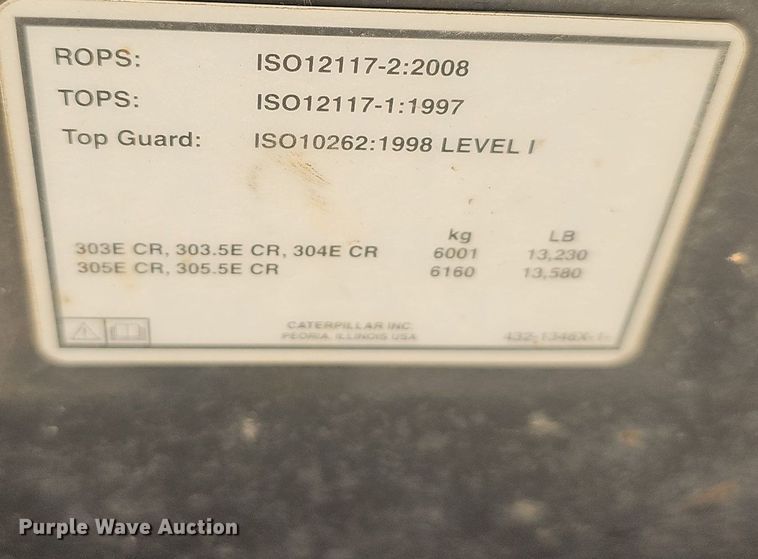 ROPS: ISO12117-2:2008
TOPS: ISO12117-1:1997
Top Guard: ISO10262:1998 LEVEL I
kg LB
303E CR, 303.5E CR, 304E CR 6001 13,230
305E CR, 305.5E CR 6160 13,580
CATERPILLAR INC.
PEORIA, ILLINOIS USA
Purple Wave Auction